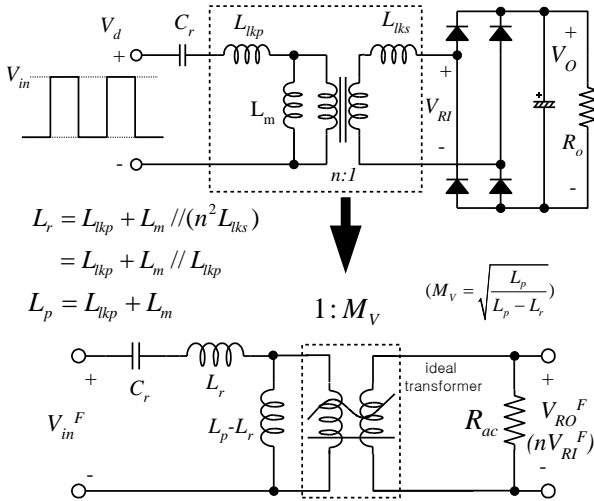 V_d
C_r
L_lkp
L_lks
+
+
+
V_in
V_O
L_m
V_RI
+
R_o
-
-
-
n:1
L_r = L_lkp + L_m //(n^2 L_lks)
= L_lkp + L_m // L_lkp
L_p = L_lkp + L_m
(M_V = √(L_p / (L_p − L_r)))
1: M_V
ideal
transformer
+
C_r
L_r
+
V_in^F
L_p-L_r
R_ac
V_RO^F
(nV_RI^F)
-
-